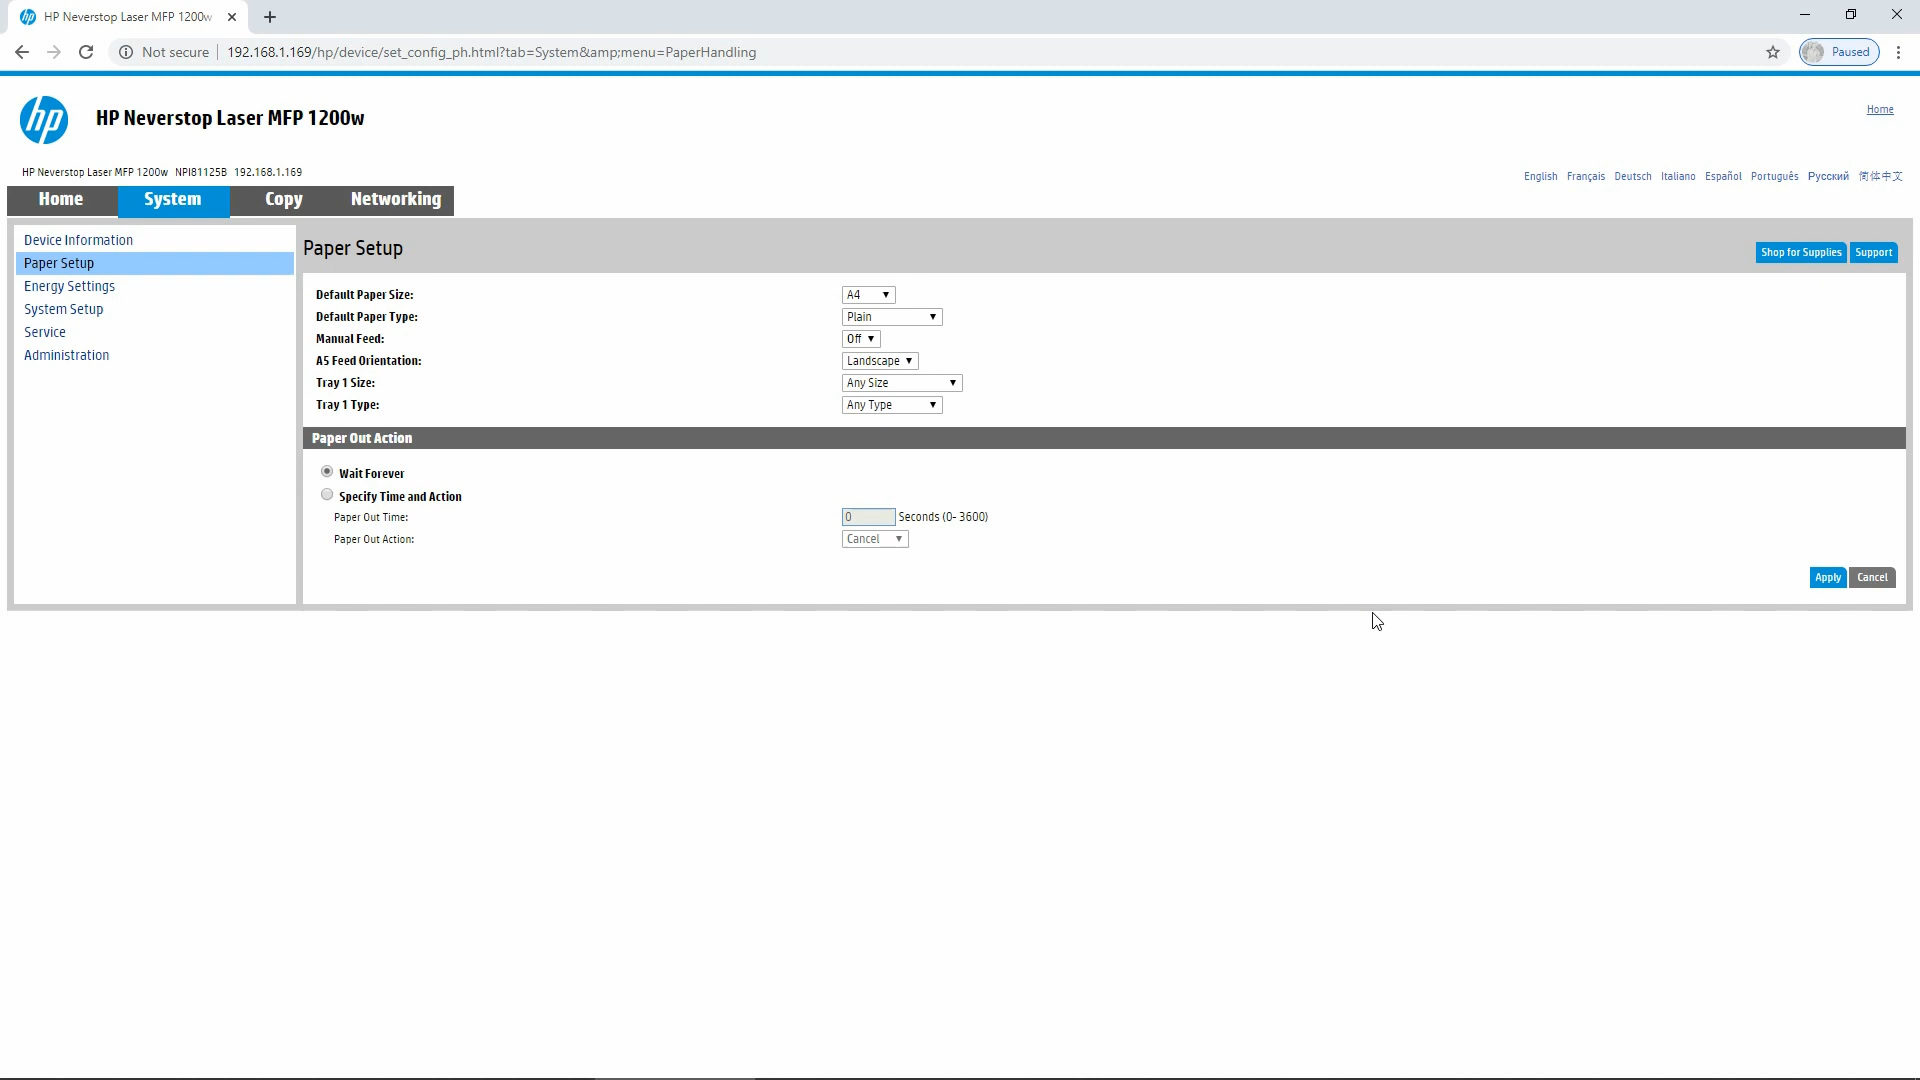 HP Neverstop Laser MFP 1200w
Not secure 192.168.1.169/hp/device/set_config_ph.html?tab=System&amp;menu=PaperHandling Paused
hp HP Neverstop Laser MFP 1200w Home
HP Neverstop Laser MFP 1200w NPI81125B 192.168.1.169
English Français Deutsch Italiano Español Português Русский 简体中文
Home System Copy Networking
Device Information
Paper Setup
Energy Settings
System Setup
Service
Administration
Paper Setup
Shop for Supplies Support
Default Paper Size: A4
Default Paper Type: Plain
Manual Feed: Off
A5 Feed Orientation: Landscape
Tray 1 Size: Any Size
Tray 1 Type: Any Type
Paper Out Action
Wait Forever
Specify Time and Action
Paper Out Time: 0 Seconds (0- 3600)
Paper Out Action: Cancel
Apply Cancel